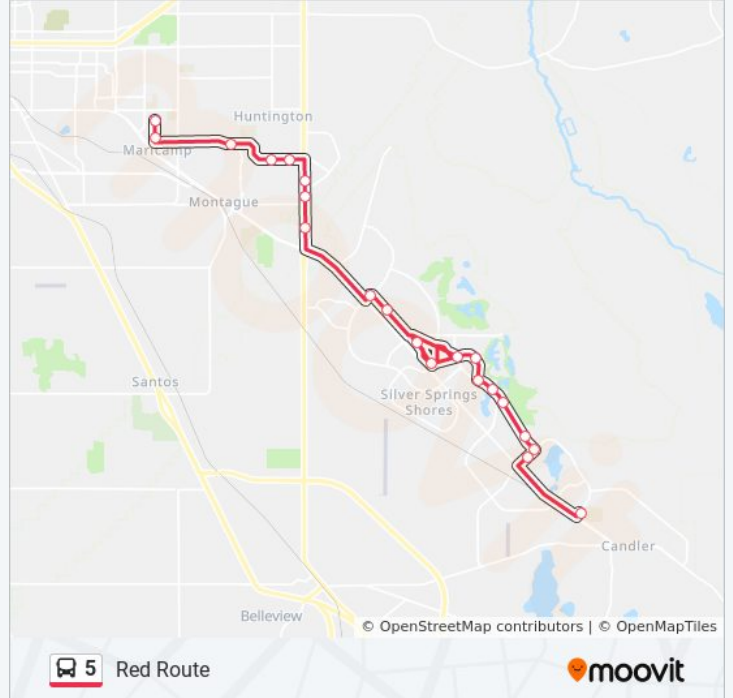 Huntington
Maricamp
Montague
Santos
Silver Springs
Shores
Candler
Belleview
© OpenStreetMap contributors | © OpenMapTiles
5 Red Route
moovit